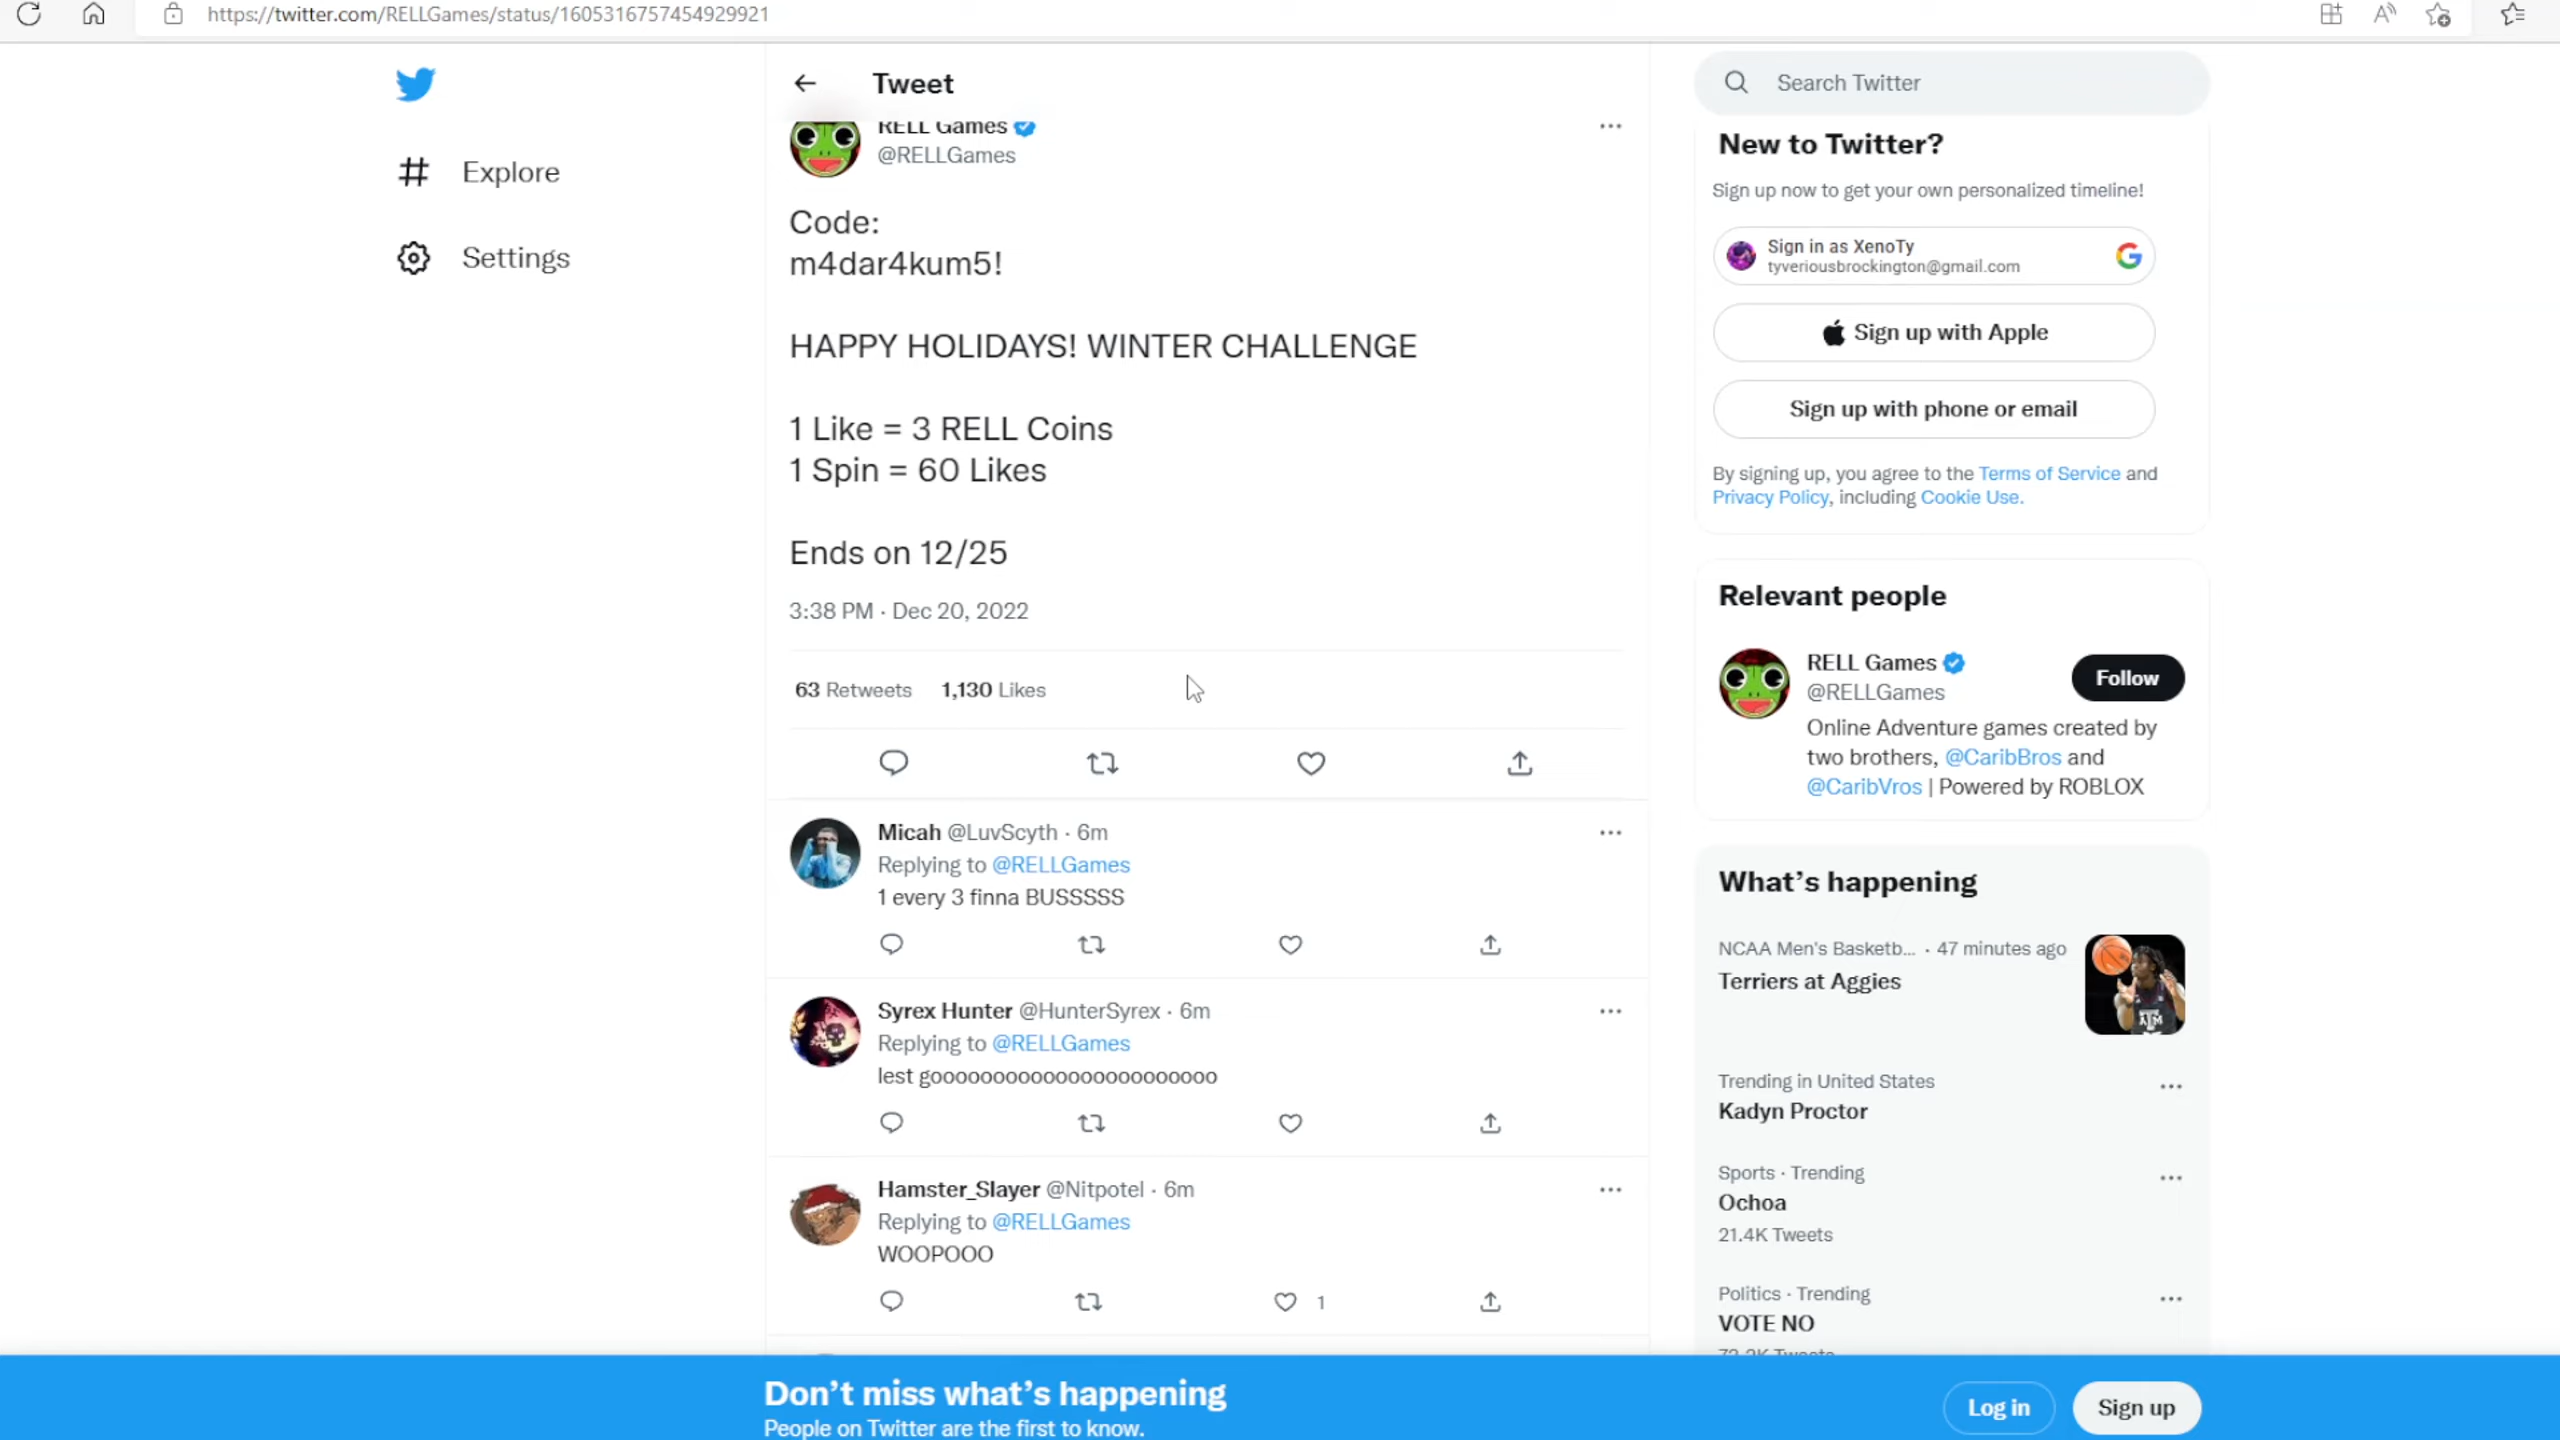 https://twitter.com/RELLGames/status/1605316757454929921
Explore
Settings
Tweet
RELL Games
@RELLGames
Code:
m4dar4kum5!
HAPPY HOLIDAYS! WINTER CHALLENGE
1 Like = 3 RELL Coins
1 Spin = 60 Likes
Ends on 12/25
3:38 PM · Dec 20, 2022
63 Retweets 1,130 Likes
Micah @LuvScyth · 6m
Replying to @RELLGames
1 every 3 finna BUSSSSS
Syrex Hunter @HunterSyrex · 6m
Replying to @RELLGames
lest gooooooooooooooooooooooo
Hamster_Slayer @Nitpotel · 6m
Replying to @RELLGames
WOOPOOO
1
Search Twitter
New to Twitter?
Sign up now to get your own personalized timeline!
Sign in as XenoTy
tyveriousbrockington@gmail.com
Sign up with Apple
Sign up with phone or email
By signing up, you agree to the Terms of Service and
Privacy Policy, including Cookie Use.
Relevant people
RELL Games
@RELLGames
Follow
Online Adventure games created by
two brothers, @CaribBros and
@CaribVros | Powered by ROBLOX
What's happening
NCAA Men's Basketb... · 47 minutes ago
Terriers at Aggies
Trending in United States
Kadyn Proctor
Sports · Trending
Ochoa
21.4K Tweets
Politics · Trending
VOTE NO
Don't miss what's happening
People on Twitter are the first to know.
Log in
Sign up